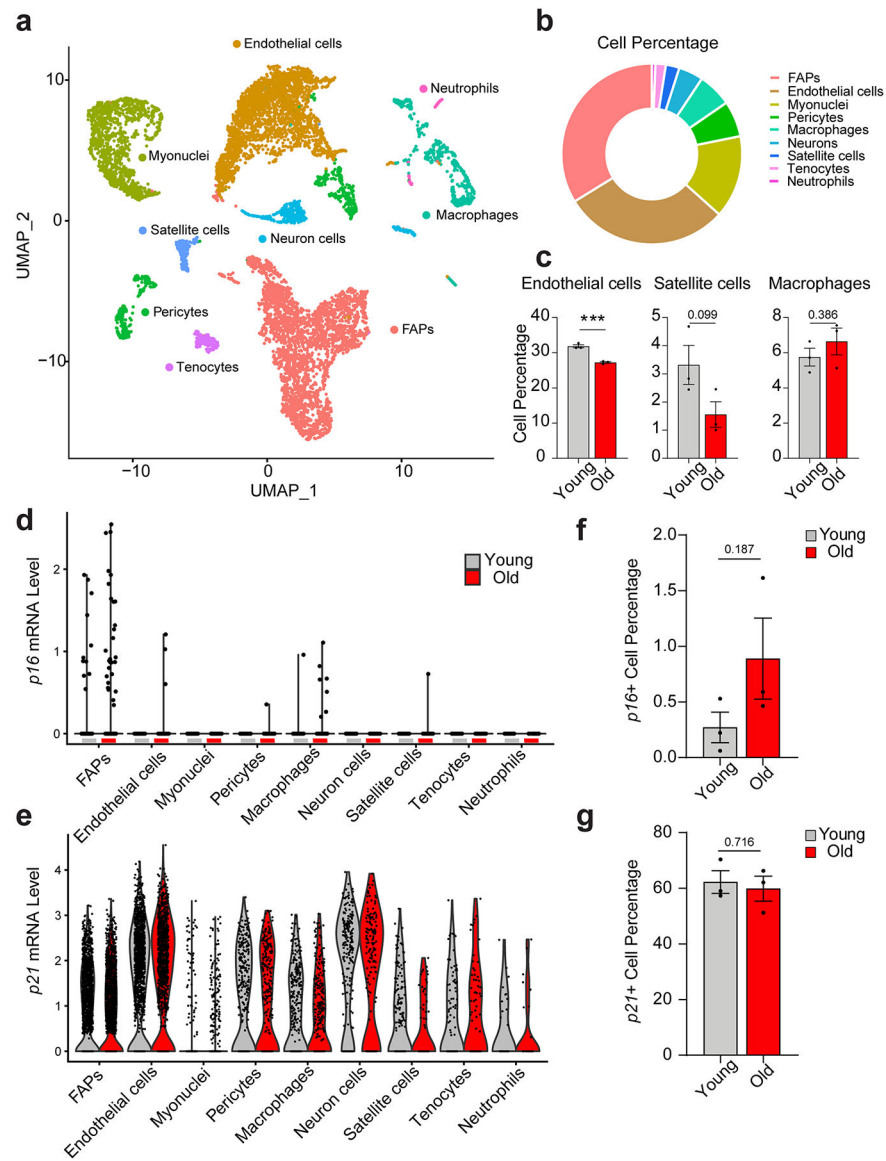 a
Endothelial cells
Neutrophils
Myonuclei
Macrophages
Satellite cells
Neuron cells
Pericytes
FAPs
Tenocytes
10
0
−10
UMAP_2
−10
0
10
UMAP_1
b
Cell Percentage
FAPs
Endothelial cells
Myonuclei
Pericytes
Macrophages
Neurons
Satellite cells
Tenocytes
Neutrophils
c
Endothelial cells
Satellite cells
Macrophages
Cell Percentage
40
30
20
10
0
***
Young
Old
5
4
3
2
1
0
0.099
Young
Old
8
6
4
2
0
0.386
Young
Old
d
p16 mRNA Level
2
1
0
Young
Old
FAPs
Endothelial cells
Myonuclei
Pericytes
Macrophages
Neuron cells
Satellite cells
Tenocytes
Neutrophils
e
p21 mRNA Level
4
3
2
1
0
FAPs
Endothelial cells
Myonuclei
Pericytes
Macrophages
Neuron cells
Satellite cells
Tenocytes
Neutrophils
f
Young
Old
p16+ Cell Percentage
2.0
1.5
1.0
0.5
0.0
0.187
Young
Old
g
Young
Old
p21+ Cell Percentage
80
60
40
20
0
0.716
Young
Old